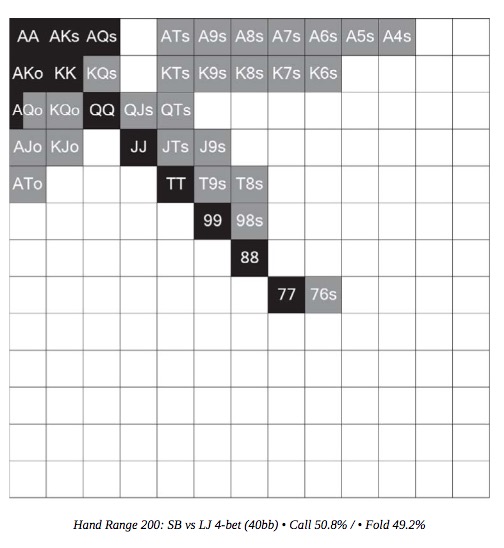 AA AKs AQs ATs A9s A8s A7s A6s A5s A4s
AKo KK KQs KTs K9s K8s K7s K6s
AQo KQo QQ QJs QTs
AJo KJo JJ JTs J9s
ATo TT T9s T8s
99 98s
88
77 76s
Hand Range 200: SB vs LJ 4-bet (40bb) • Call 50.8% / • Fold 49.2%